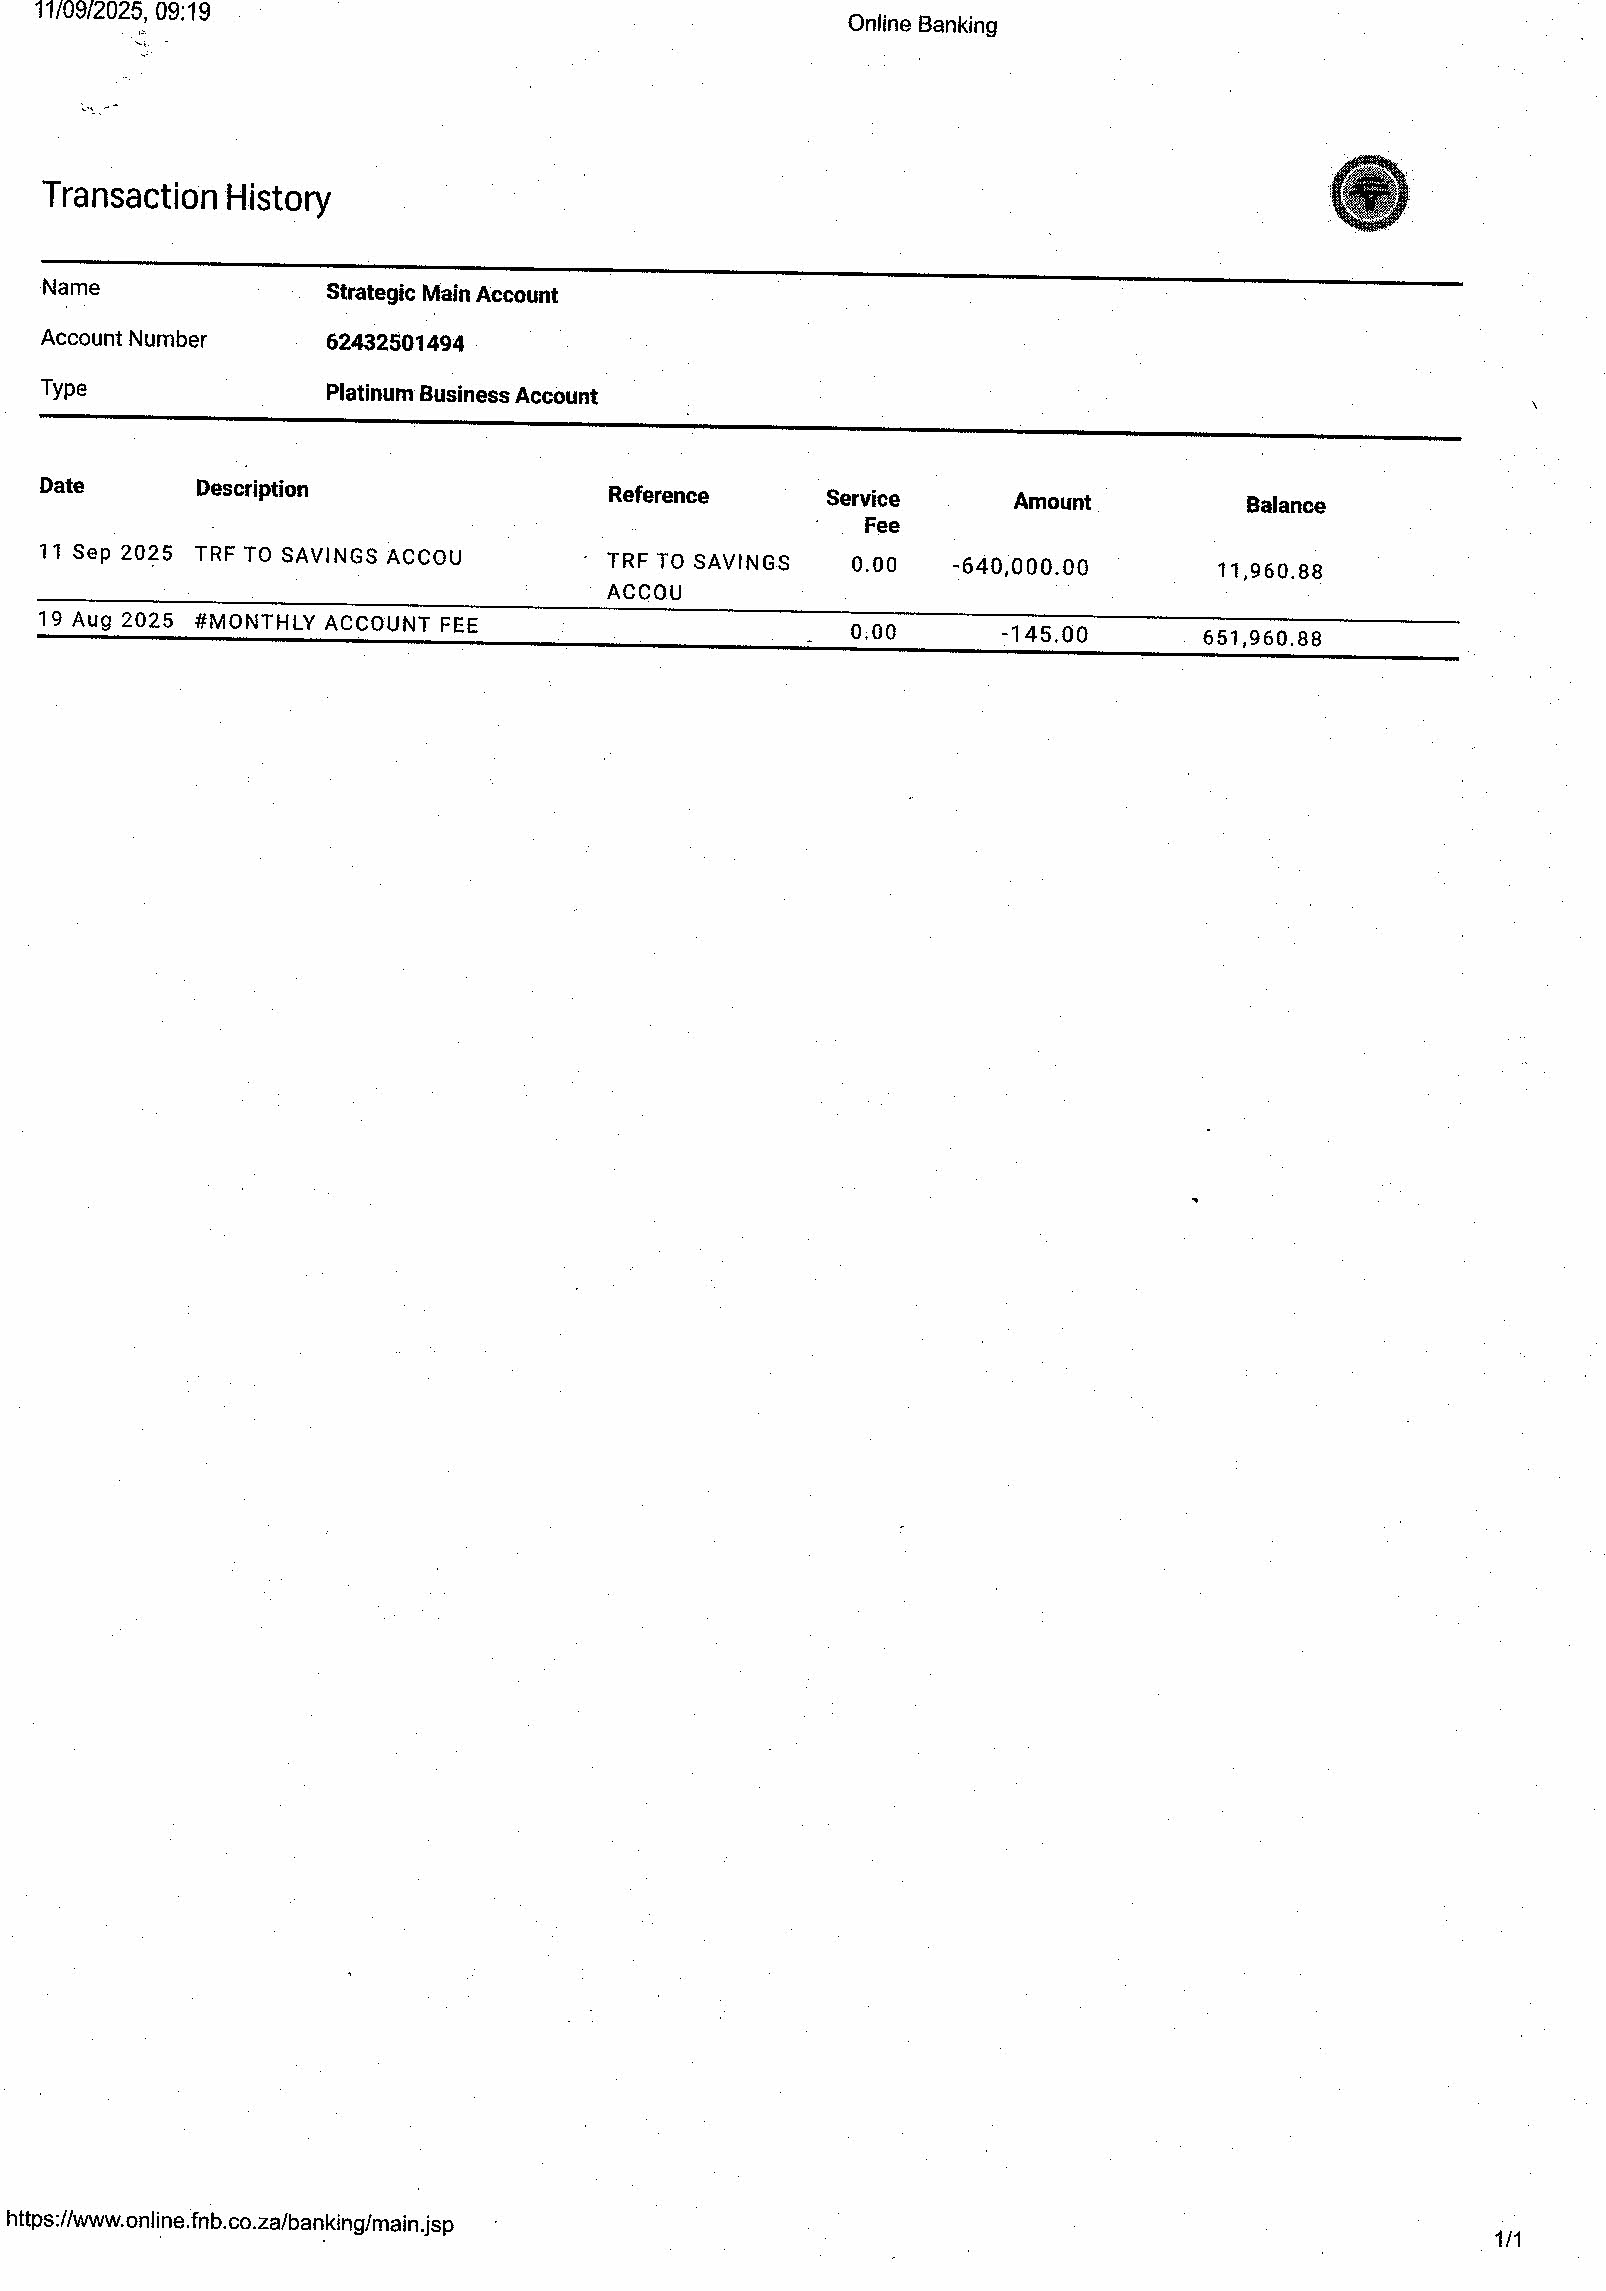 11/09/2025, 09:19
Online Banking
Transaction History
Name Strategic Main Account
Account Number 62432501494
Type Platinum Business Account
Date Description Reference Service Fee Amount Balance
11 Sep 2025 TRF TO SAVINGS ACCOU TRF TO SAVINGS ACCOU 0.00 -640,000.00 11,960.88
19 Aug 2025 #MONTHLY ACCOUNT FEE 0.00 -145.00 651,960.88
https://www.online.fnb.co.za/banking/main.jsp
1/1